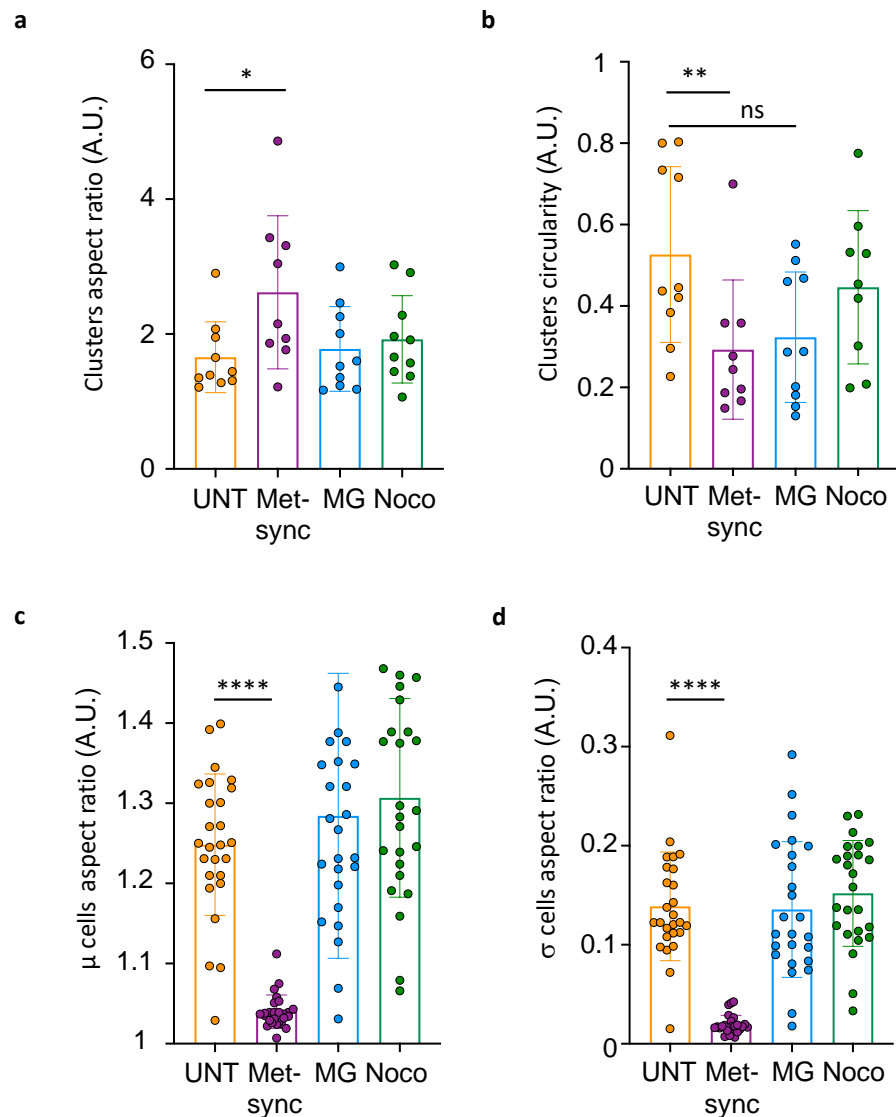 a
b
6
4
2
0
Clusters aspect ratio (A.U.)
*
UNT Met-sync MG Noco
1
0.8
0.6
0.4
0.2
0
Clusters circularity (A.U.)
**
ns
UNT Met-sync MG Noco
c
d
1.5
1.4
1.3
1.2
1.1
1
µ cells aspect ratio (A.U.)
****
UNT Met-sync MG Noco
0.4
0.3
0.2
0.1
0
σ cells aspect ratio (A.U.)
****
UNT Met-sync MG Noco